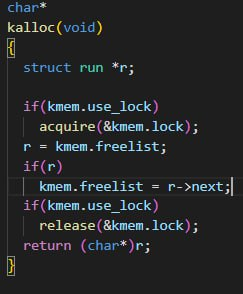 char*
kalloc(void)
{
  struct run *r;

  if(kmem.use_lock)
    acquire(&kmem.lock);
  r = kmem.freelist;
  if(r)
    kmem.freelist = r->next;
  if(kmem.use_lock)
    release(&kmem.lock);
  return (char*)r;
}